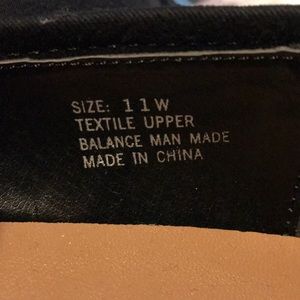 SIZE: 11W
TEXTILE UPPER
BALANCE MAN MADE
MADE IN CHINA